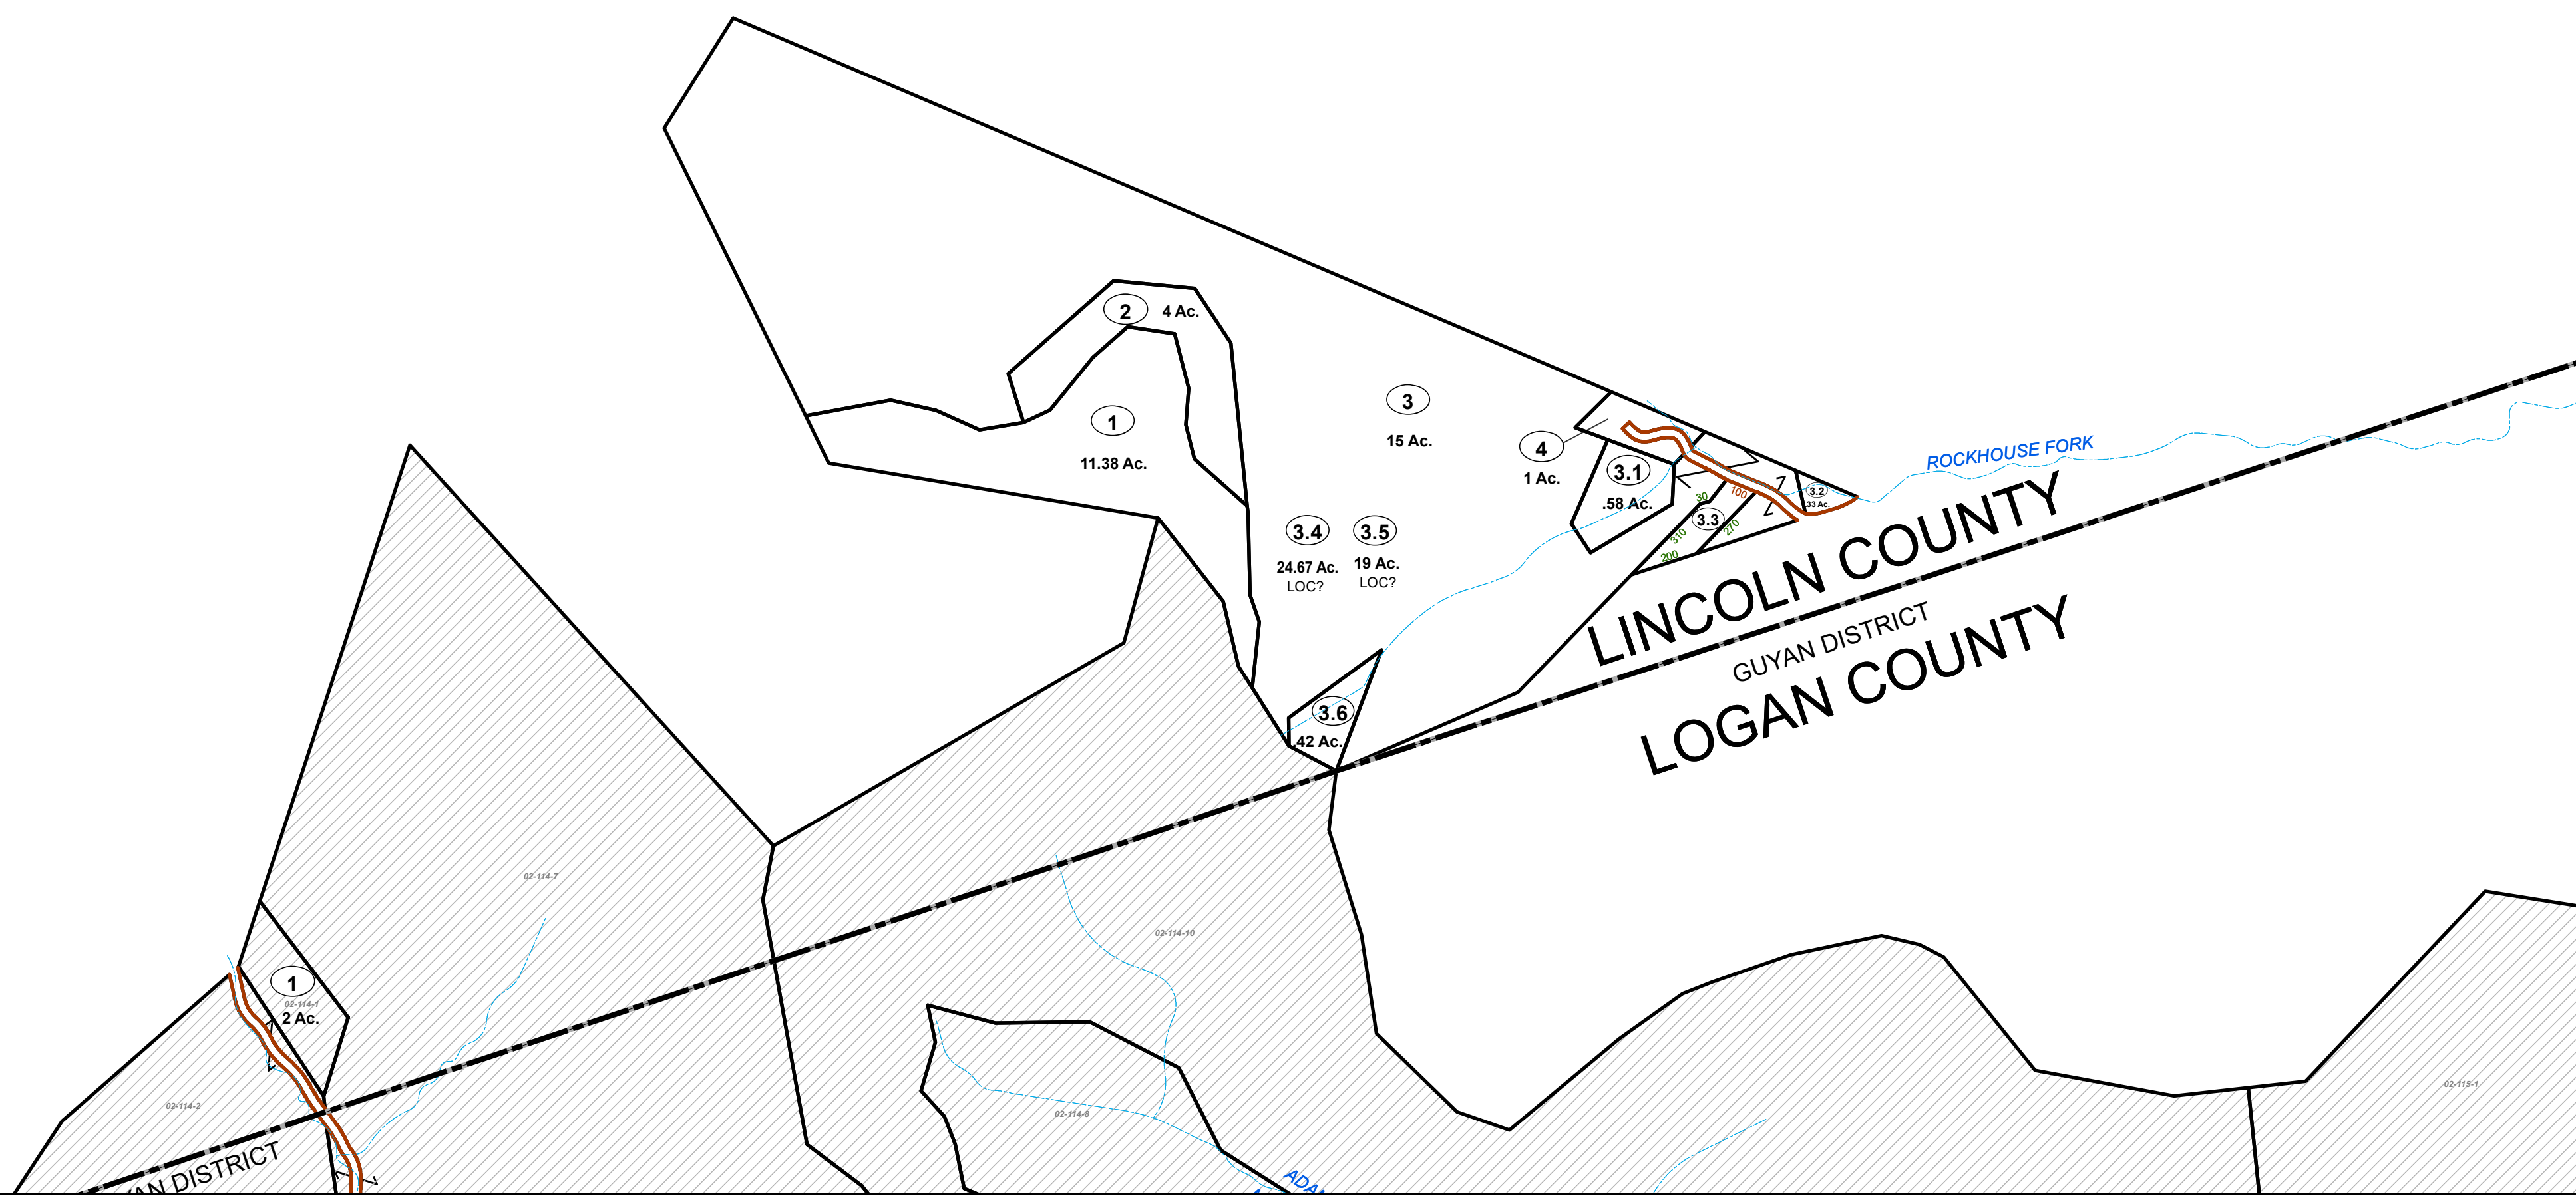 2
4 Ac.
1
11.38 Ac.
3
15 Ac.
4
1 Ac.
3.1
.58 Ac.
30
100
3.2
.33 Ac.
3.3
310
270
200
ROCKHOUSE FORK
3.4
24.67 Ac.
LOC?
3.5
19 Ac.
LOC?
3.6
.42 Ac.
LINCOLN COUNTY
GUYAN DISTRICT
LOGAN COUNTY
02-114-7
02-114-10
1
02-114-1
2 Ac.
02-114-2
02-114-8
02-115-1
DISTRICT